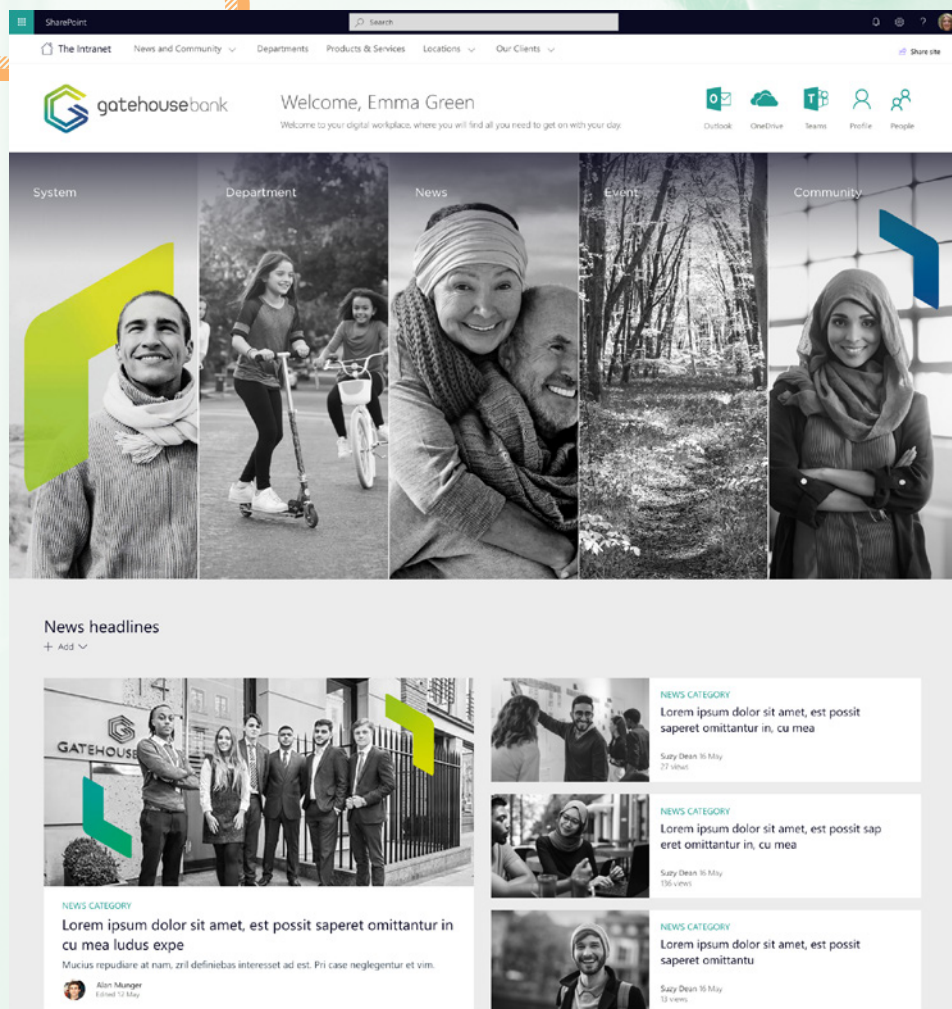 SharePoint
Search
?
The Intranet
News and Community
Departments
Products & Services
Locations
Our Clients
Share site
gatehousebank
Welcome, Emma Green
Welcome to your digital workplace, where you will find all you need to get on with your day.
Outlook
OneDrive
Teams
Profile
People
System
Department
News
Event
Community
News headlines
+ Add
14
GATEHOUSE
NEWS CATEGORY
Lorem ipsum dolor sit amet, est possit saperet omittantur in
cu mea ludus expe
Mucius repudiare at nam, zril definiebas interesset ad est. Pri case neglegentur et vim.
Alan Munger
Edited 12 May
NEWS CATEGORY
Lorem ipsum dolor sit amet, est possit
saperet omittantur in, cu mea
Suzy Dean 16 May
27 views
NEWS CATEGORY
Lorem ipsum dolor sit amet, est possit sap
eret omittantur in, cu mea
Suzy Dean 16 May
156 views
NEWS CATEGORY
Lorem ipsum dolor sit amet, est possit
saperet omittantu
Suzy Dean 16 May
13 views